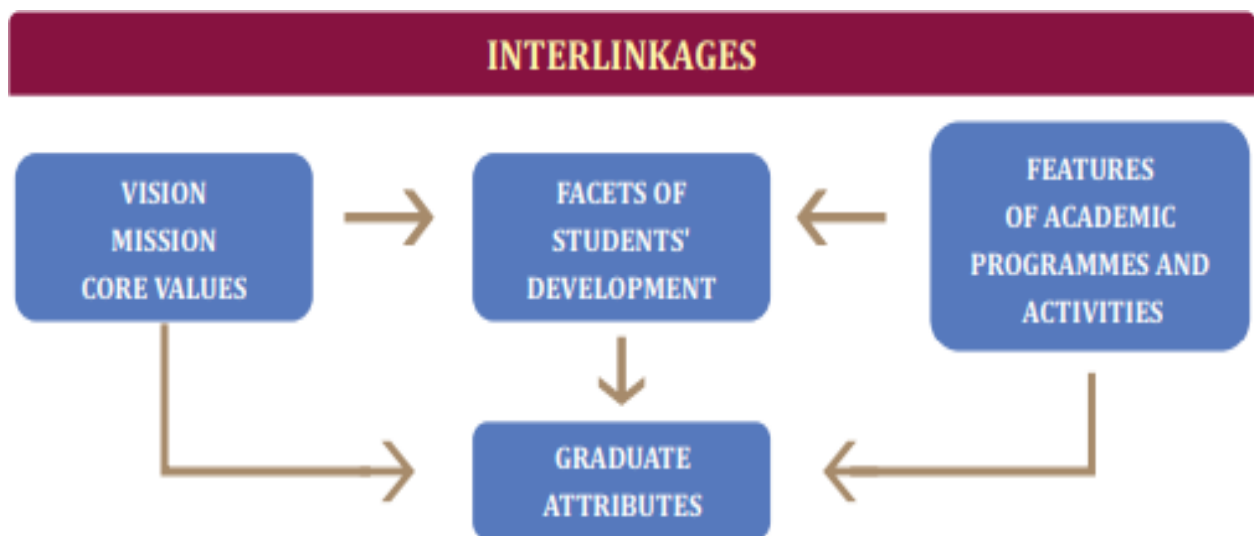 INTERLINKAGES
VISION
MISSION
CORE VALUES
FACETS OF
STUDENTS'
DEVELOPMENT
FEATURES
OF ACADEMIC
PROGRAMMES AND
ACTIVITIES
GRADUATE
ATTRIBUTES